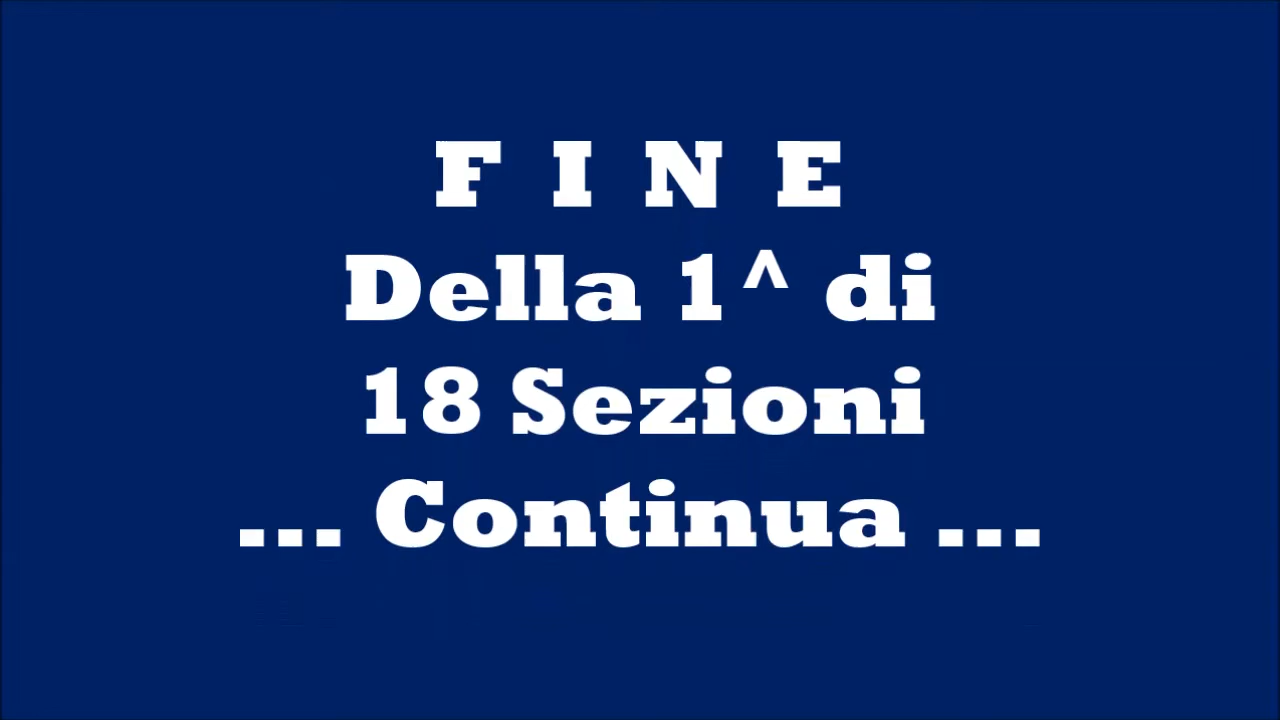 F I N E
Della 1^ di
18 Sezioni
... Continua ...